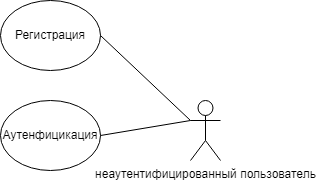 Регистрация
Аутенфицикация
неаутентифицированный пользователь